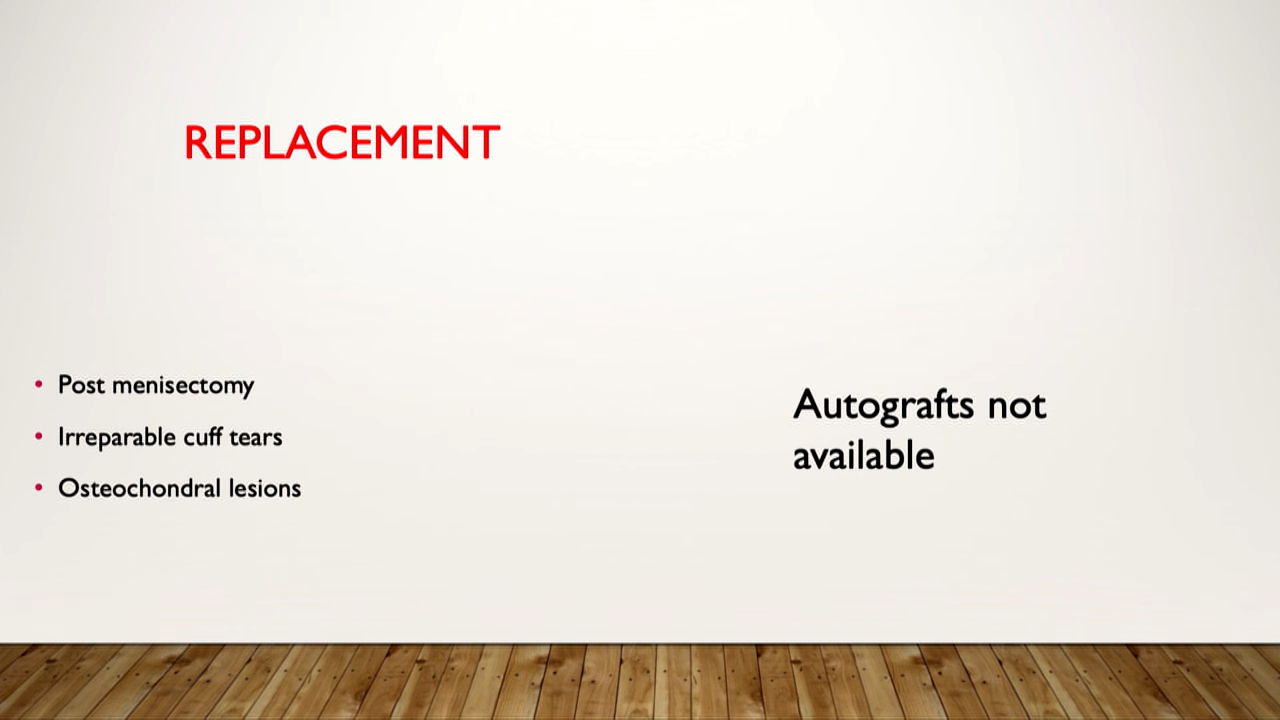 REPLACEMENT
• Post menisectomy
• Irreparable cuff tears
• Osteochondral lesions
Autografts not
available